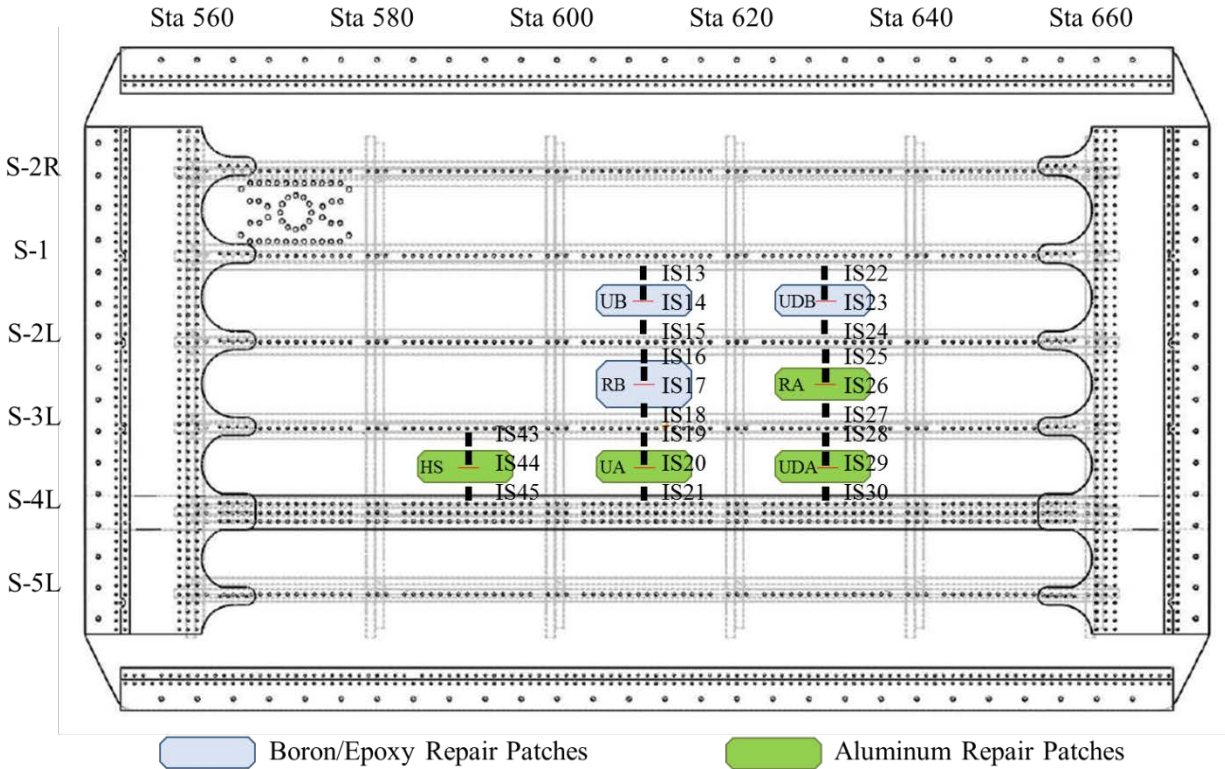 Sta 560 Sta 580 Sta 600 Sta 620 Sta 640 Sta 660
S-2R
S-1
IS13 IS22
UB IS14 UDB IS23
S-2L IS15 IS24
IS16 IS25
RB IS17 RA IS26
S-3L IS18 IS27
IS43 IS19 IS28
HS IS44 UA IS20 UDA IS29
S-4L IS45 IS21 IS30
S-5L
Boron/Epoxy Repair Patches Aluminum Repair Patches